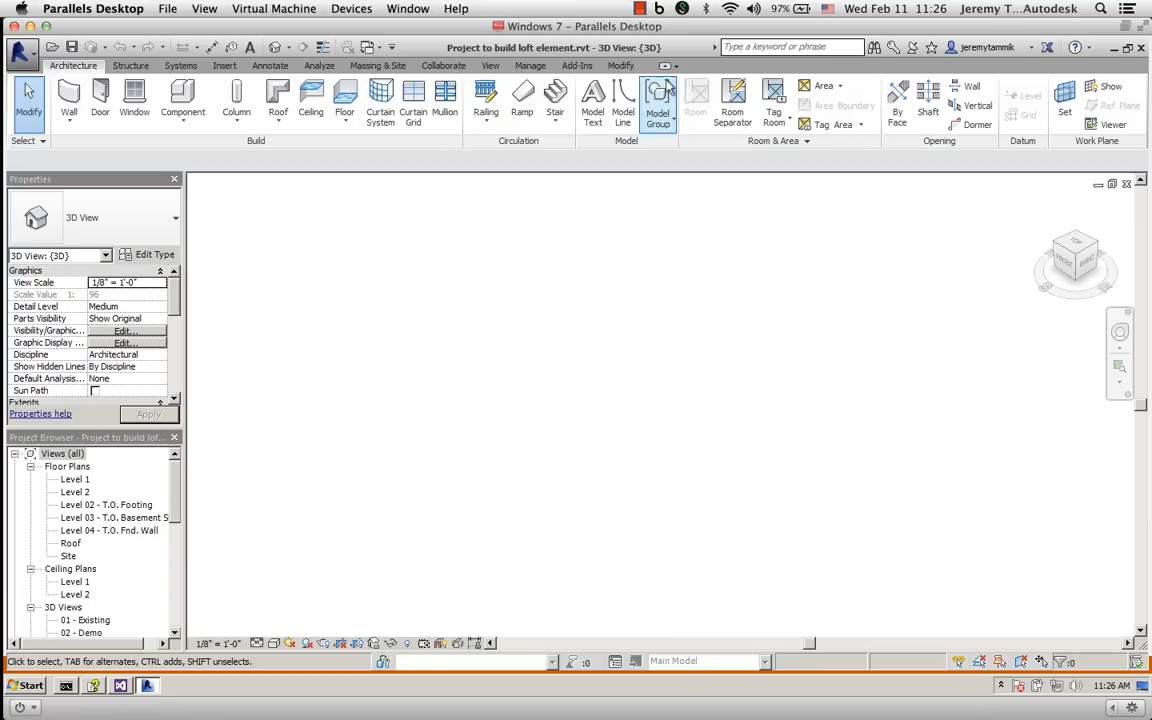 Parallels Desktop File View Virtual Machine Devices Window Help 97% Wed Feb 11 11:26 Jeremy T...Autodesk
Windows 7 - Parallels Desktop
Project to build loft element.rvt - 3D View: {3D} Type a keyword or phrase jeremytammik
Architecture Structure Systems Insert Annotate Analyze Massing & Site Collaborate View Manage Add-Ins Modify
Modify Wall Door Window Component Column Roof Ceiling Floor Curtain System Curtain Grid Mullion Railing Ramp Stair Model Text Model Line Model Group Room Room Separator Tag Room Area Area Boundary Tag Area By Face Shaft Wall Vertical Dormer Level Grid Set Show Ref Plane Viewer
Select Build Circulation Model Room & Area Opening Datum Work Plane
Properties
3D View
3D View: {3D} Edit Type
Graphics
View Scale 1/8" = 1'-0"
Scale Value 1: 96
Detail Level Medium
Parts Visibility Show Original
Visibility/Graphic... Edit...
Graphic Display ... Edit...
Discipline Architectural
Show Hidden Lines By Discipline
Default Analysis... None
Sun Path
Extents
Properties help Apply
Project Browser - Project to build lof...
Views (all)
Floor Plans
Level 1
Level 2
Level 02 - T.O. Footing
Level 03 - T.O. Basement S
Level 04 - T.O. Fnd. Wall
Roof
Site
Ceiling Plans
Level 1
Level 2
3D Views
01 - Existing
02 - Demo
TOP FRONT RIGHT
1/8" = 1'-0"
Click to select, TAB for alternates, CTRL adds, SHIFT unselects. :0 Main Model :0
Start 11:26 AM